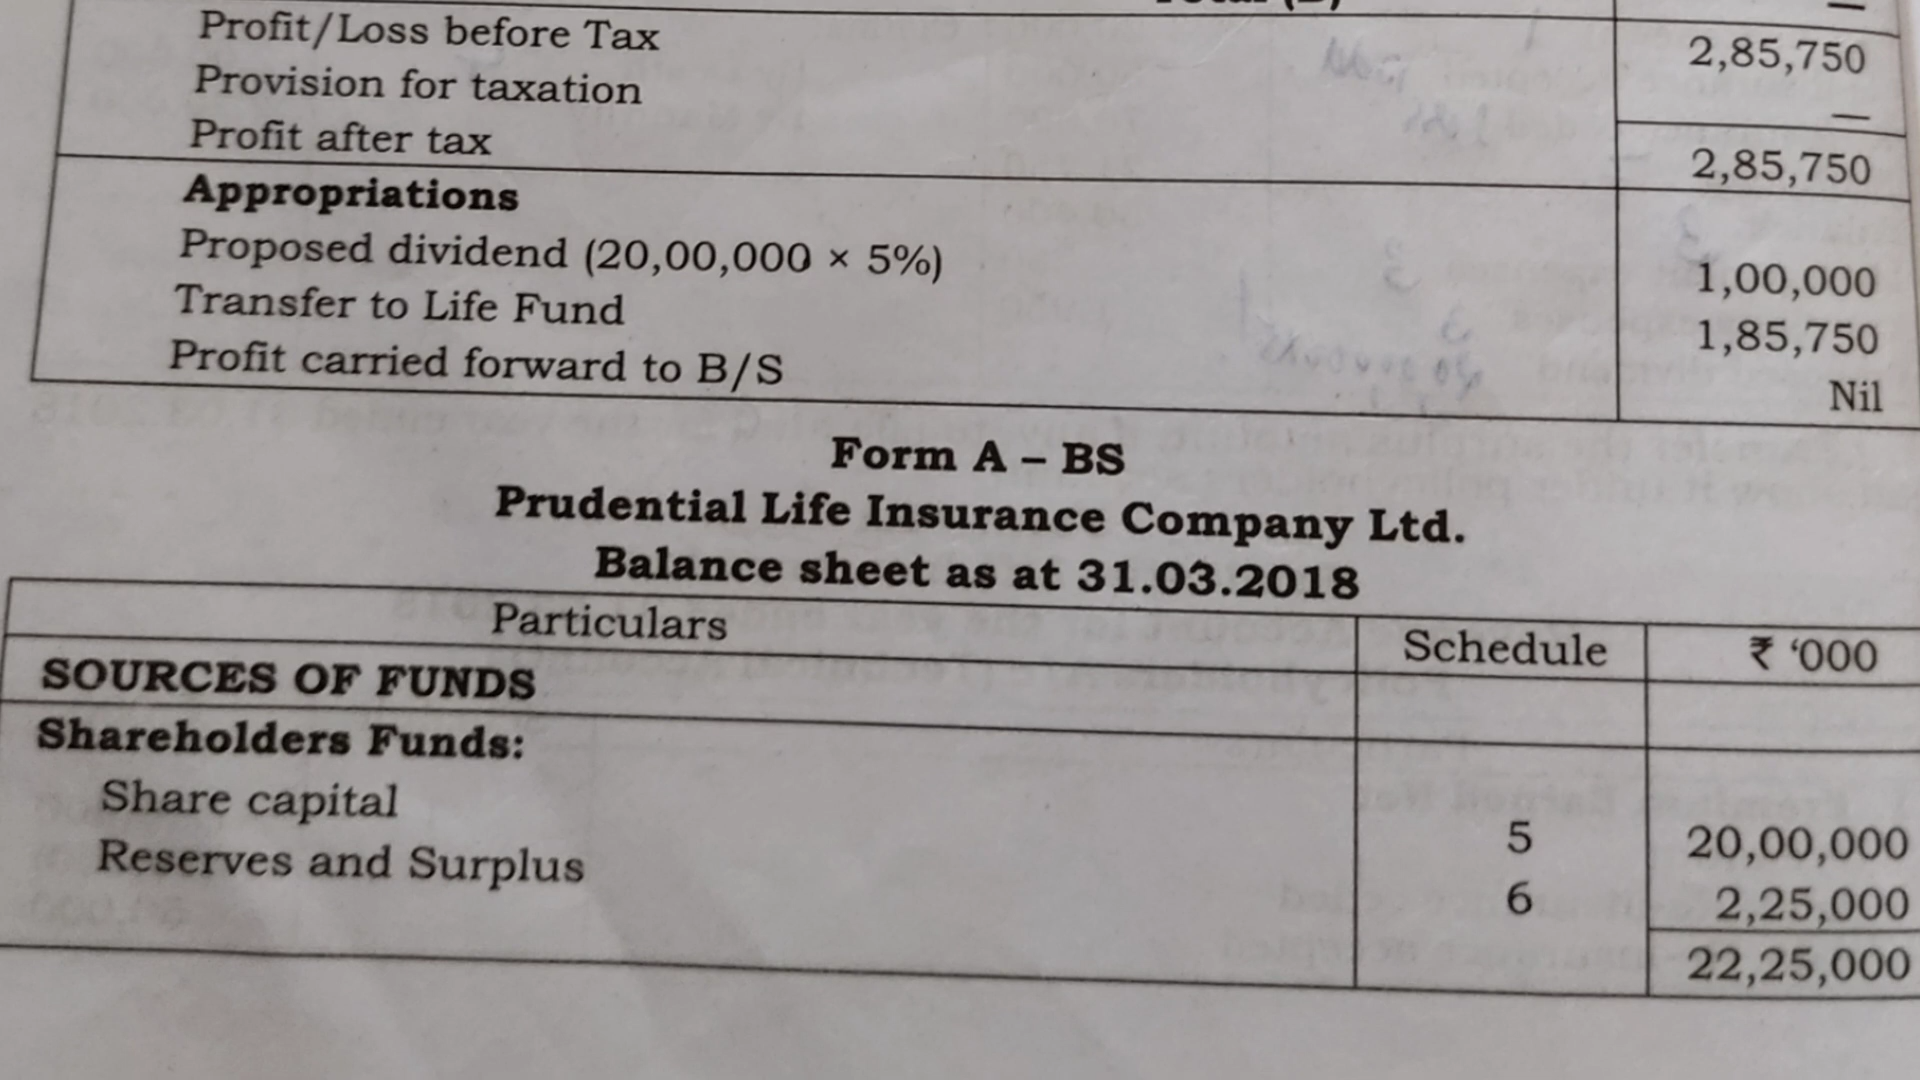 Profit/Loss before Tax 2,85,750
Provision for taxation —
Profit after tax 2,85,750
Appropriations
Proposed dividend (20,00,000 × 5%) 1,00,000
Transfer to Life Fund 1,85,750
Profit carried forward to B/S Nil
Form A – BS
Prudential Life Insurance Company Ltd.
Balance sheet as at 31.03.2018
Particulars Schedule ₹ ‘000
SOURCES OF FUNDS
Shareholders Funds:
Share capital 5 20,00,000
Reserves and Surplus 6 2,25,000
22,25,000